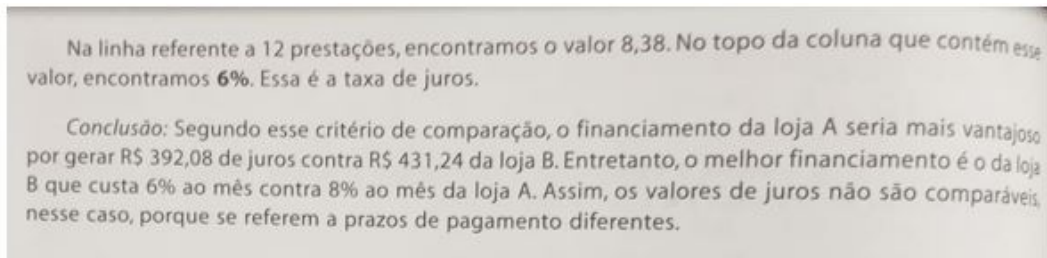 Na linha referente a 12 prestações, encontramos o valor 8,38. No topo da coluna que contém esse
valor, encontramos 6%. Essa é a taxa de juros.
Conclusão: Segundo esse critério de comparação, o financiamento da loja A seria mais vantajoso
por gerar R$ 392,08 de juros contra R$ 431,24 da loja B. Entretanto, o melhor financiamento é o da loja
B que custa 6% ao mês contra 8% ao mês da loja A. Assim, os valores de juros não são comparáveis,
nesse caso, porque se referem a prazos de pagamento diferentes.